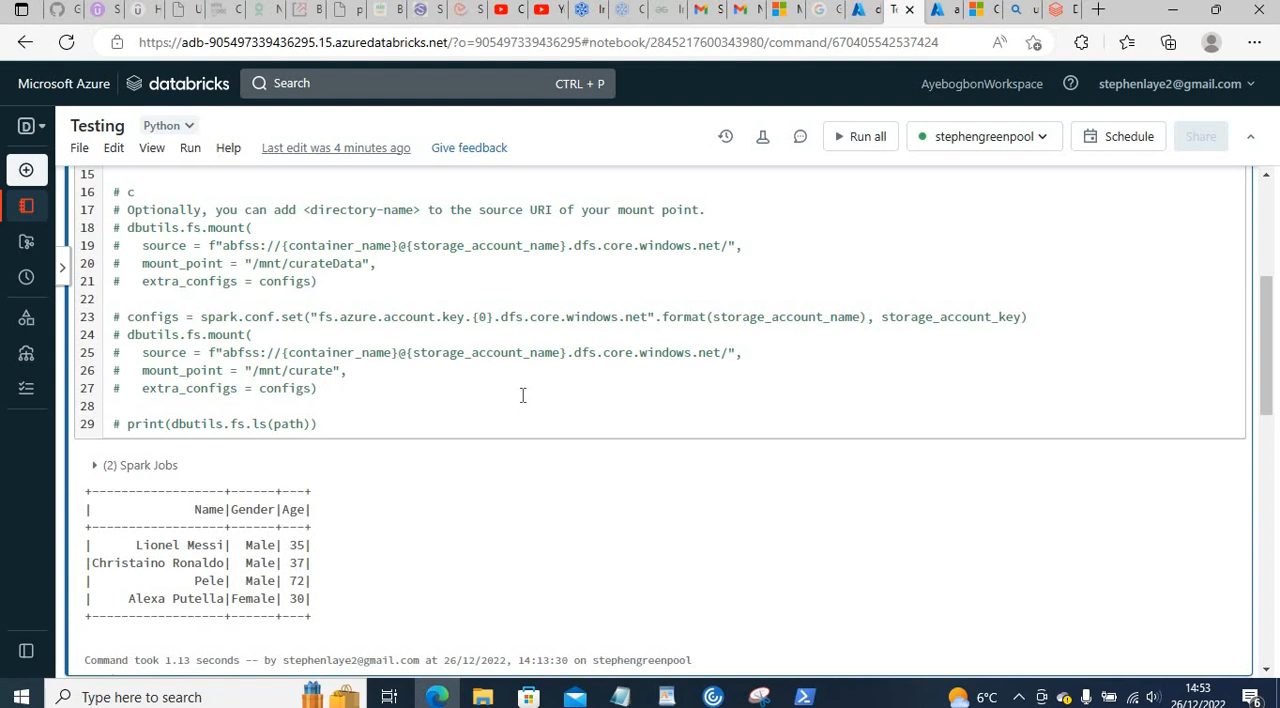 https://adb-905497339436295.15.azuredatabricks.net/?o=905497339436295#notebook/2845217600343980/command/670405542537424
Microsoft Azure databricks Search CTRL + P AyebogbonWorkspace stephenlaye2@gmail.com
Testing Python
Run all stephengreenpool Schedule Share
File Edit View Run Help Last edit was 4 minutes ago Give feedback
15
16 # c
17 # Optionally, you can add <directory-name> to the source URI of your mount point.
18 # dbutils.fs.mount(
19 #   source = f"abfss://{container_name}@{storage_account_name}.dfs.core.windows.net/",
20 #   mount_point = "/mnt/curateData",
21 #   extra_configs = configs)
22
23 # configs = spark.conf.set("fs.azure.account.key.{0}.dfs.core.windows.net".format(storage_account_name), storage_account_key)
24 # dbutils.fs.mount(
25 #   source = f"abfss://{container_name}@{storage_account_name}.dfs.core.windows.net/",
26 #   mount_point = "/mnt/curate",
27 #   extra_configs = configs)
28
29 # print(dbutils.fs.ls(path))
(2) Spark Jobs
+------------------+------+---+
|              Name|Gender|Age|
+------------------+------+---+
|      Lionel Messi|  Male| 35|
|Christaino Ronaldo|  Male| 37|
|              Pele|  Male| 72|
|     Alexa Putella|Female| 30|
+------------------+------+---+
Command took 1.13 seconds -- by stephenlaye2@gmail.com at 26/12/2022, 14:13:30 on stephengreenpool
Type here to search
6°C
14:53
26/12/2022
6